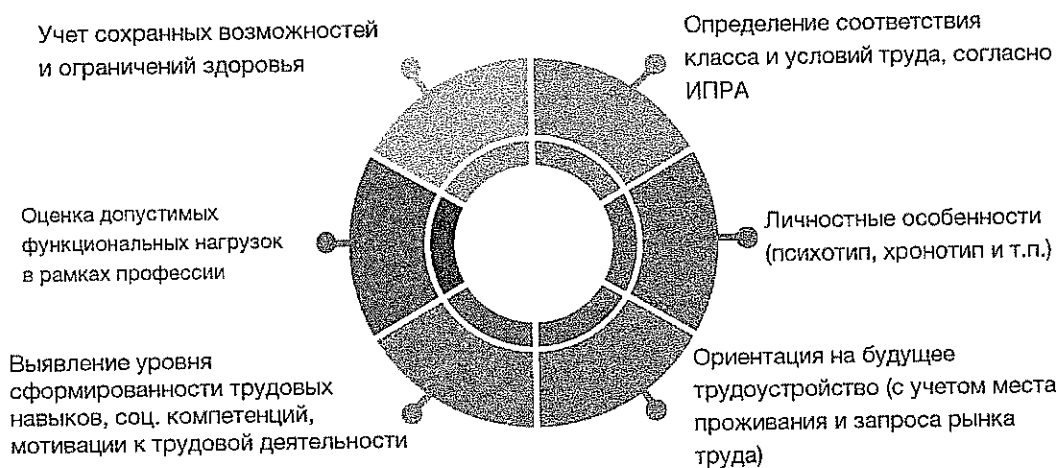 Учет сохранных возможностей
и ограничений здоровья
Определение соответствия
класса и условий труда, согласно
ИПРА
Оценка допустимых
функциональных нагрузок
в рамках профессии
Личностные особенности
(психотип, хронотип и т.п.)
Выявление уровня
сформированности трудовых
навыков, соц. компетенций,
мотивации к трудовой деятельности
Ориентация на будущее
трудоустройство (с учетом места
проживания и запроса рынка
труда)